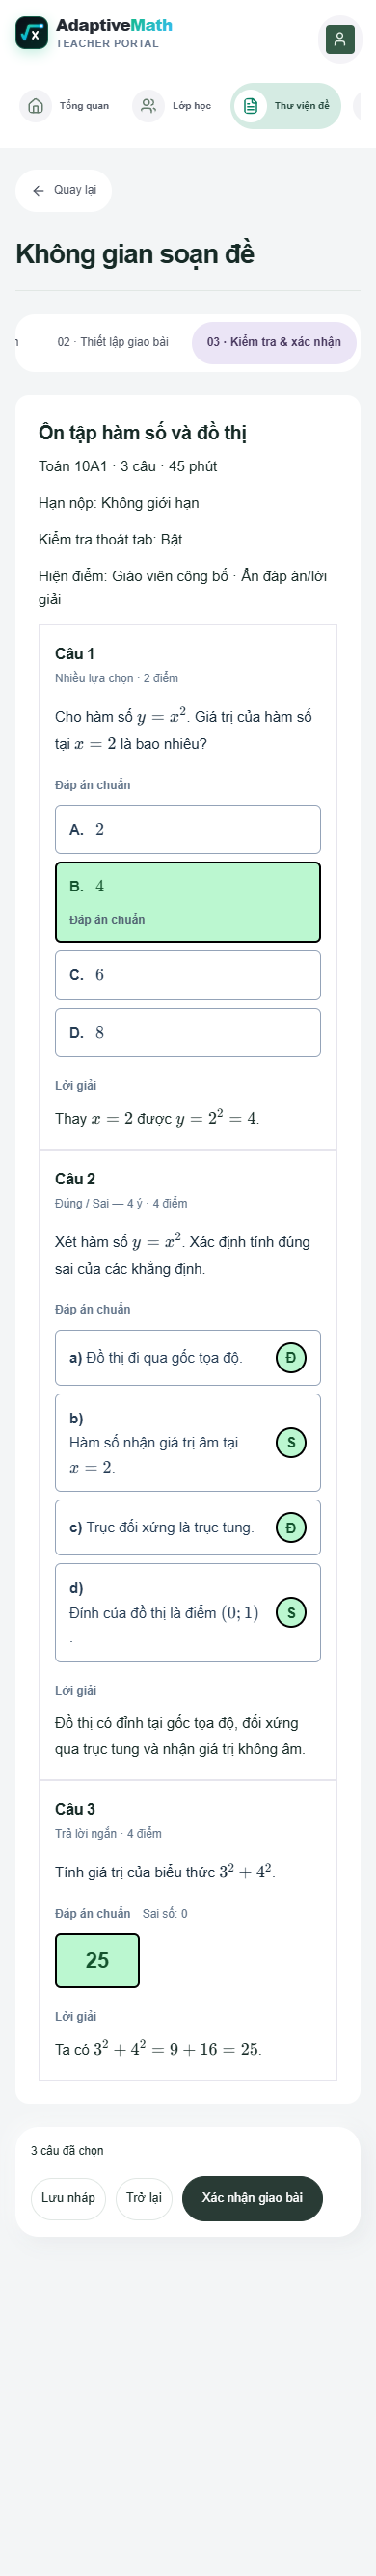 AdaptiveMath
TEACHER PORTAL
Tổng quan
Lớp học
Thư viện đề
Quay lại
Không gian soạn đề
02 · Thiết lập giao bài
03 · Kiểm tra & xác nhận
Ôn tập hàm số và đồ thị
Toán 10A1 · 3 câu · 45 phút
Hạn nộp: Không giới hạn
Kiểm tra thoát tab: Bật
Hiện điểm: Giáo viên công bố · Ẩn đáp án/lời
giải
Câu 1
Nhiều lựa chọn · 2 điểm
Cho hàm số y = x². Giá trị của hàm số
tại x = 2 là bao nhiêu?
Đáp án chuẩn
A. 2
B. 4
Đáp án chuẩn
C. 6
D. 8
Lời giải
Thay x = 2 được y = 2² = 4.
Câu 2
Đúng / Sai — 4 ý · 4 điểm
Xét hàm số y = x². Xác định tính đúng
sai của các khẳng định.
Đáp án chuẩn
a) Đồ thị đi qua gốc tọa độ. Đ
b)
Hàm số nhận giá trị âm tại S
x = 2.
c) Trục đối xứng là trục tung. Đ
d)
Đỉnh của đồ thị là điểm (0; 1) S
.
Lời giải
Đồ thị có đỉnh tại gốc tọa độ, đối xứng
qua trục tung và nhận giá trị không âm.
Câu 3
Trả lời ngắn · 4 điểm
Tính giá trị của biểu thức 3² + 4².
Đáp án chuẩn Sai số: 0
25
Lời giải
Ta có 3² + 4² = 9 + 16 = 25.
3 câu đã chọn
Lưu nháp
Trở lại
Xác nhận giao bài